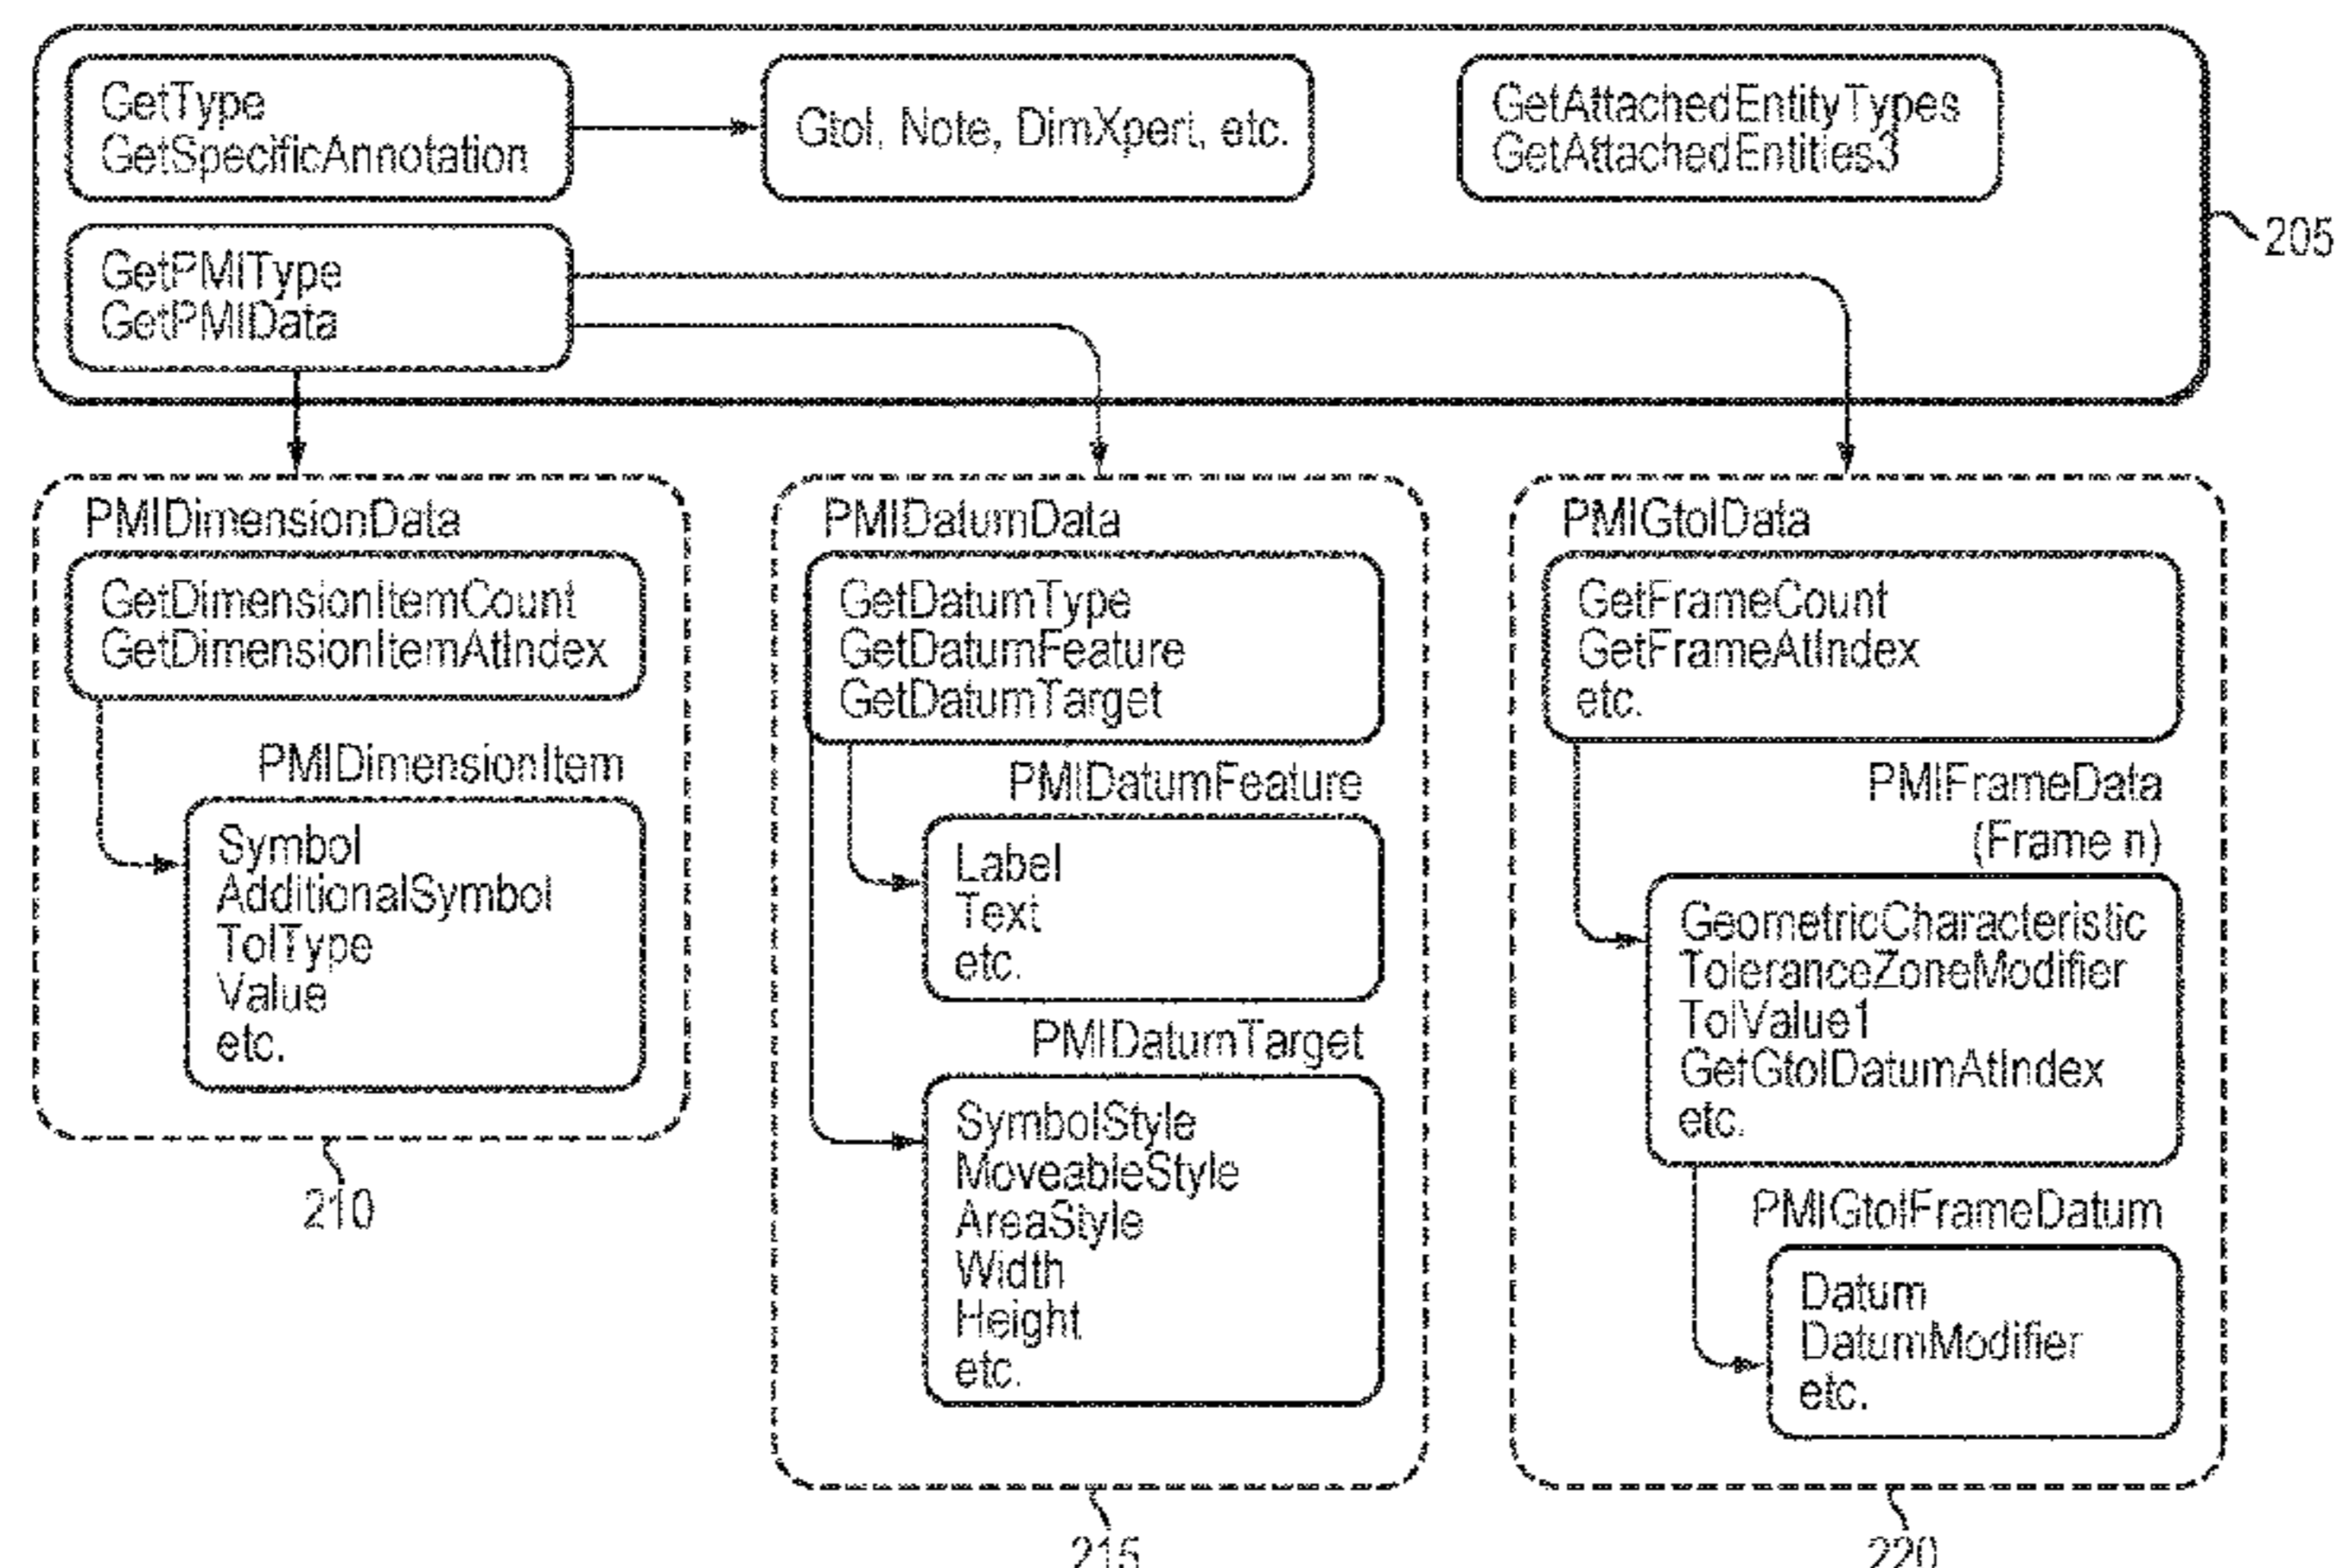 GetType
GetSpecificAnnotation
Gtol, Note, DimXpert, etc.
GetAttachedEntityTypes
GetAttachedEntities3
205
GetPMIType
GetPMIData
PMIDimensionData
GetDimensionItemCount
GetDimensionItemAtIndex
PMIDimensionItem
Symbol
AdditionalSymbol
TolType
Value
etc.
210
PMIDatumData
GetDatumType
GetDatumFeature
GetDatumTarget
PMIDatumFeature
Label
Text
etc.
PMIDatumTarget
SymbolStyle
MoveableStyle
AreaStyle
Width
Height
etc.
215
PMIGtolData
GetFrameCount
GetFrameAtIndex
etc.
PMIFrameData
(Frame n)
GeometricCharacteristic
ToleranceZoneModifier
TolValue1
GetGtolDatumAtIndex
etc.
PMIGtolFrameDatum
Datum
DatumModifier
etc.
220